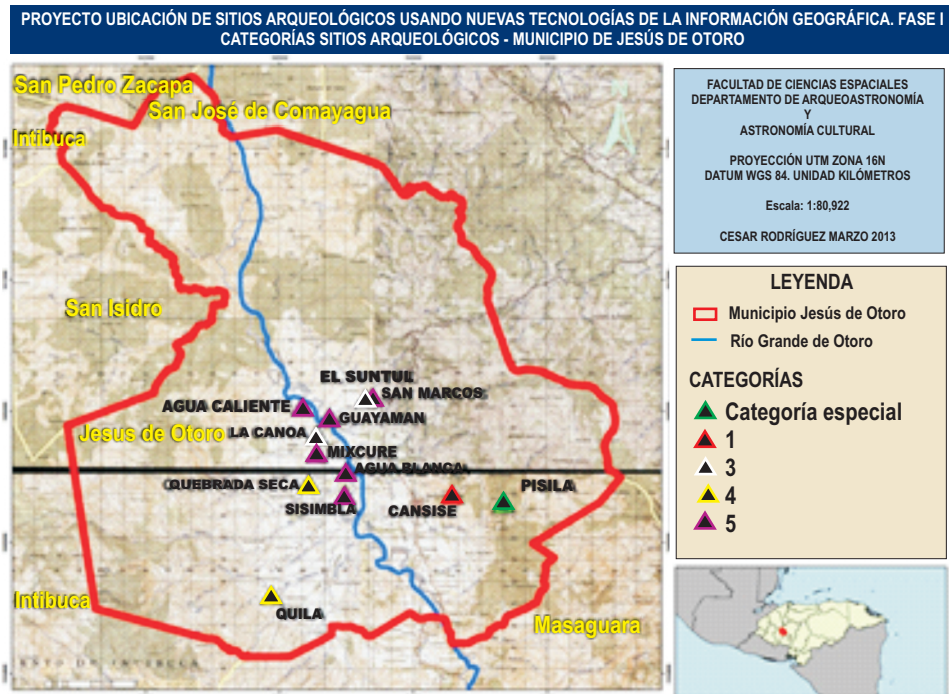 PROYECTO UBICACIÓN DE SITIOS ARQUEOLÓGICOS USANDO NUEVAS TECNOLOGÍAS DE LA INFORMACIÓN GEOGRÁFICA. FASE I
CATEGORÍAS SITIOS ARQUEOLÓGICOS - MUNICIPIO DE JESÚS DE OTORO
San Pedro Zacapa
San José de Comayagua
Intibuca
San Isidro
EL SUNTUL
SAN MARCOS
AGUA CALIENTE
GUAYAMAN
Jesus de Otoro
LA CANOA
MIXCURE
AGUA BLANCA
QUEBRADA SECA
SISIMBLA
CANSISE
PISILA
Intibuca
QUILA
Masaguara
FACULTAD DE CIENCIAS ESPACIALES
DEPARTAMENTO DE ARQUEOASTRONOMÍA
Y
ASTRONOMÍA CULTURAL
PROYECCIÓN UTM ZONA 16N
DATUM WGS 84. UNIDAD KILÓMETROS
Escala: 1:80,922
CESAR RODRÍGUEZ MARZO 2013
LEYENDA
Municipio Jesús de Otoro
Río Grande de Otoro
CATEGORÍAS
Categoría especial
1
3
4
5